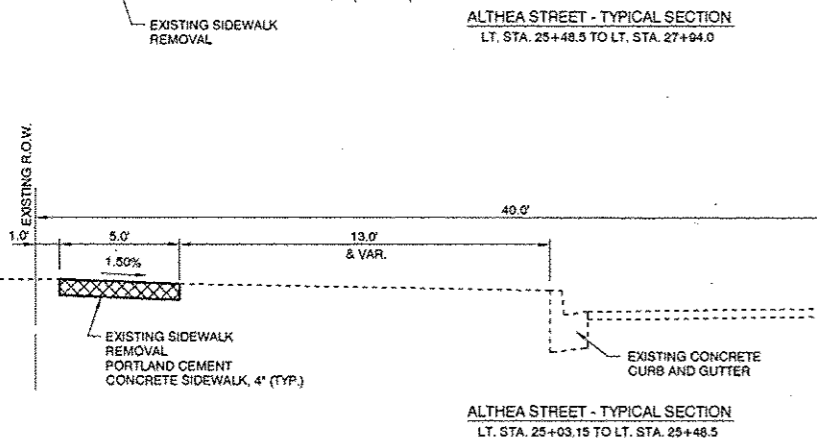 EXISTING SIDEWALK
REMOVAL
ALTHEA STREET - TYPICAL SECTION
LT. STA. 25+48.5 TO LT. STA. 27+94.0
EXISTING R.O.W.
40.0'
1.0'
5.0'
13.0'
& VAR.
1.50%
EXISTING SIDEWALK
REMOVAL
PORTLAND CEMENT
CONCRETE SIDEWALK, 4" (TYP.)
EXISTING CONCRETE
CURB AND GUTTER
ALTHEA STREET - TYPICAL SECTION
LT. STA. 25+03.15 TO LT. STA. 25+48.5